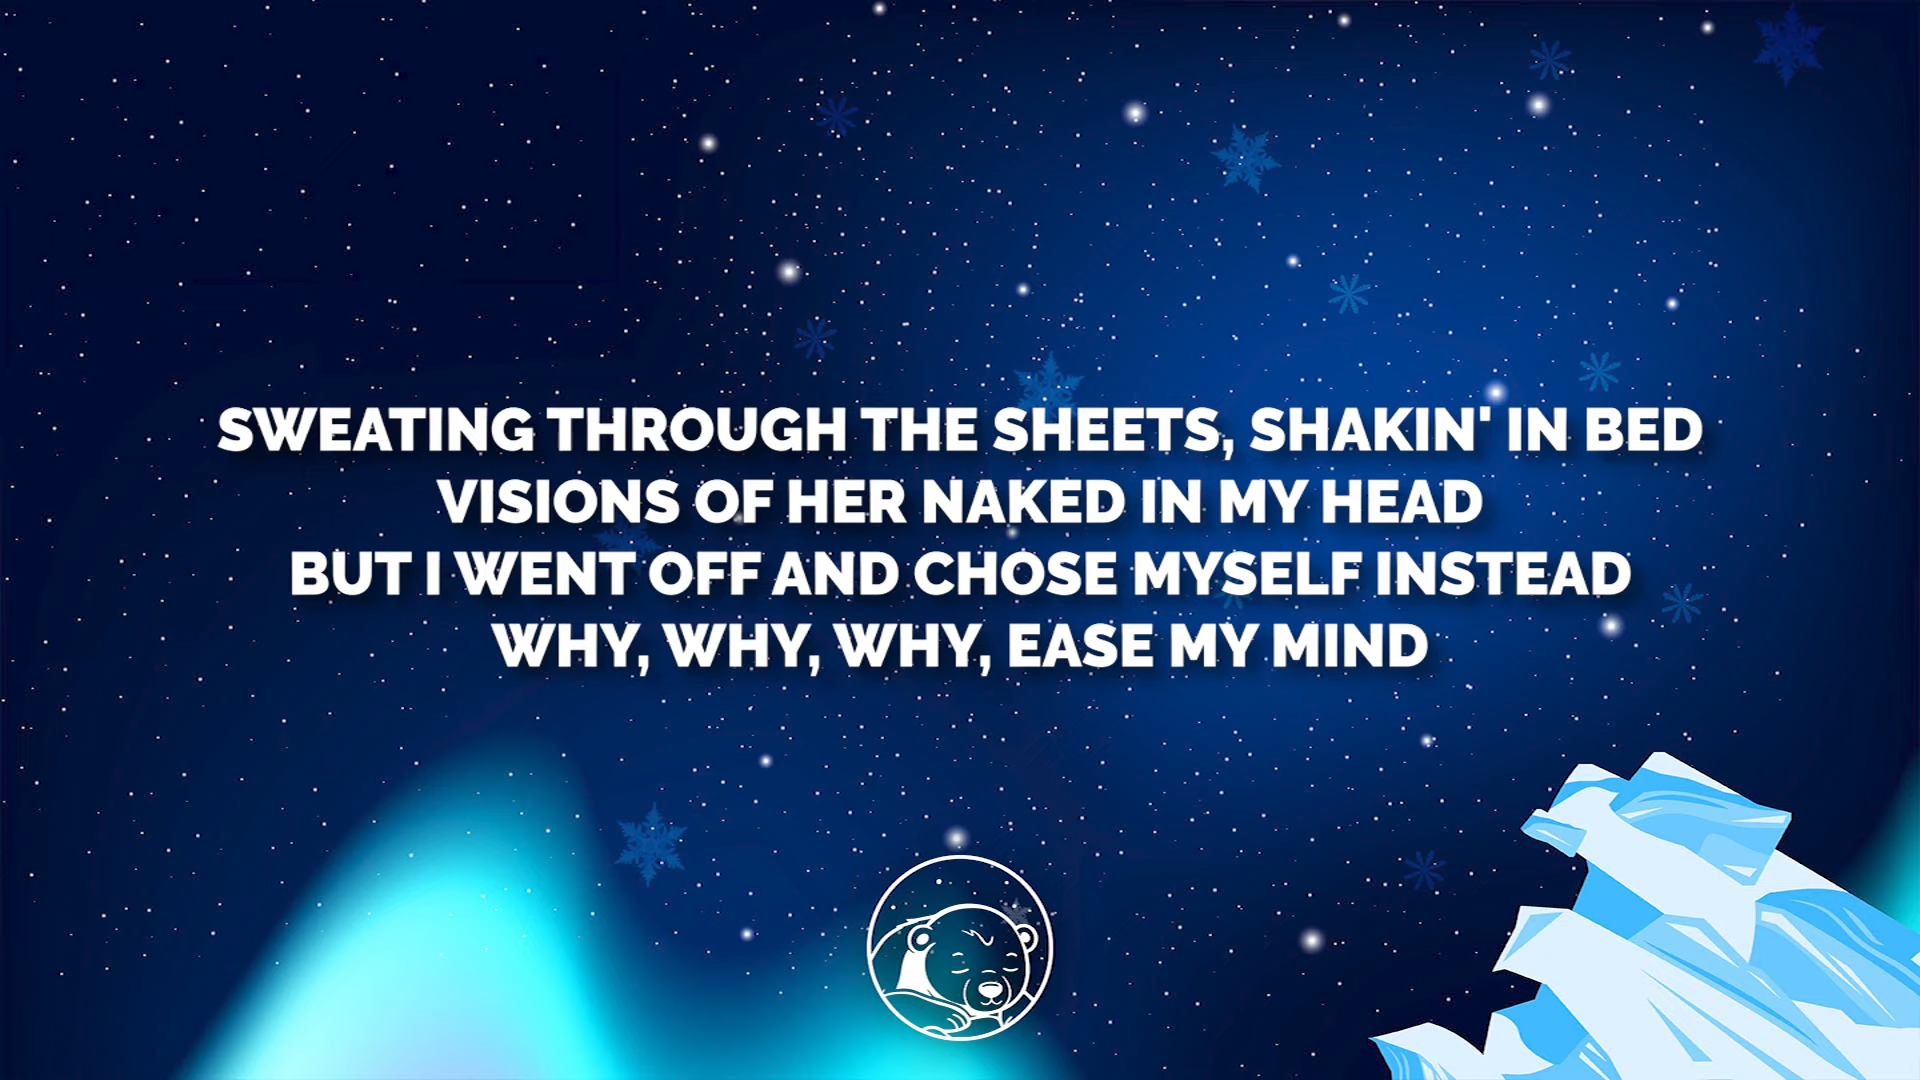 SWEATING THROUGH THE SHEETS, SHAKIN' IN BED
VISIONS OF HER NAKED IN MY HEAD
BUT I WENT OFF AND CHOSE MYSELF INSTEAD
WHY, WHY, WHY, EASE MY MIND